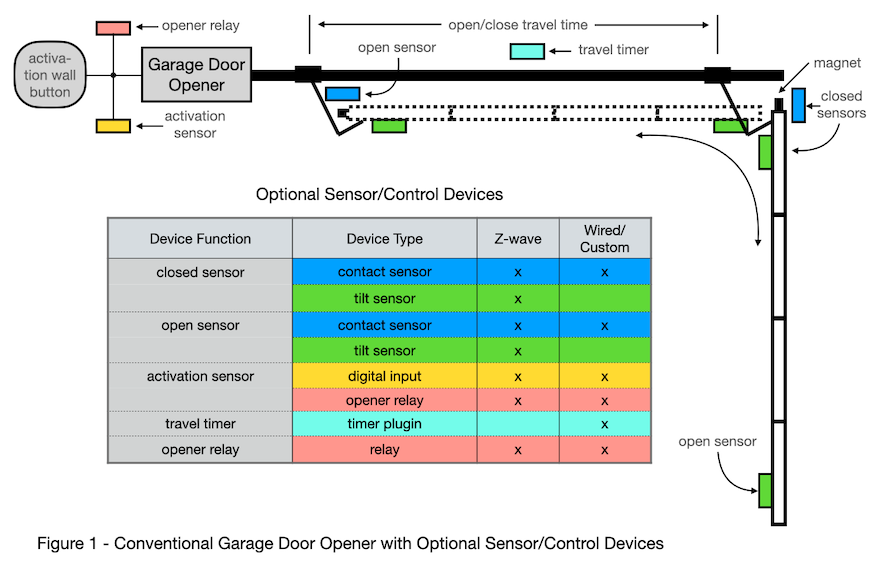 opener relay
open/close travel time
open sensor
travel timer
magnet
activa-
tion wall
button
Garage Door
Opener
closed
sensors
activation
sensor
Optional Sensor/Control Devices
Device Function Device Type Z-wave Wired/
Custom
closed sensor contact sensor x x
tilt sensor x
open sensor contact sensor x x
tilt sensor x
activation sensor digital input x x
opener relay x x
travel timer timer plugin x
opener relay relay x x
open sensor
Figure 1 - Conventional Garage Door Opener with Optional Sensor/Control Devices